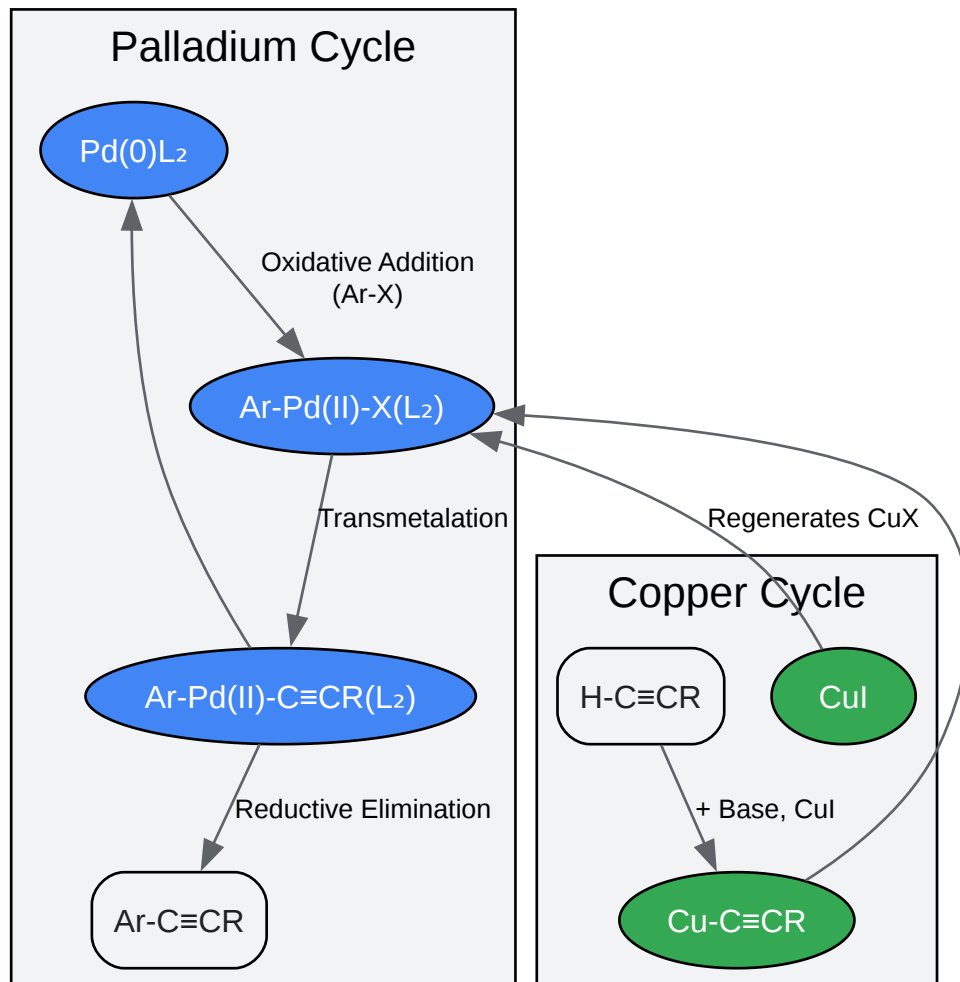 Palladium Cycle
Pd(0)L₂
Oxidative Addition
(Ar-X)
Ar-Pd(II)-X(L₂)
Transmetalation
Ar-Pd(II)-C≡CR(L₂)
Reductive Elimination
Ar-C≡CR
Regenerates CuX
Copper Cycle
H-C≡CR
CuI
+ Base, CuI
Cu-C≡CR